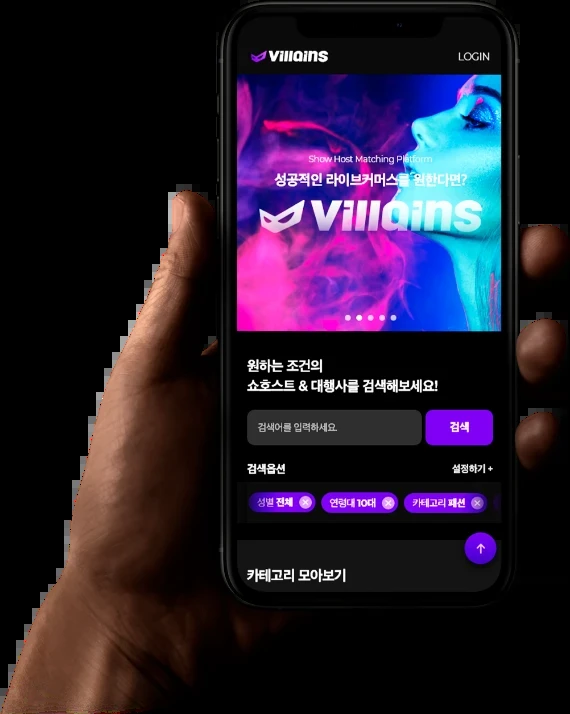 Villains
LOGIN
Show Host Matching Platform
성공적인 라이브커머스를 원한다면?
Villains
원하는 조건의
쇼호스트 & 대행사를 검색해보세요!
검색어를 입력하세요.
검색
검색옵션
설정하기 +
성별 전체
연령대 10대
카테고리 패션
카테고리 모아보기